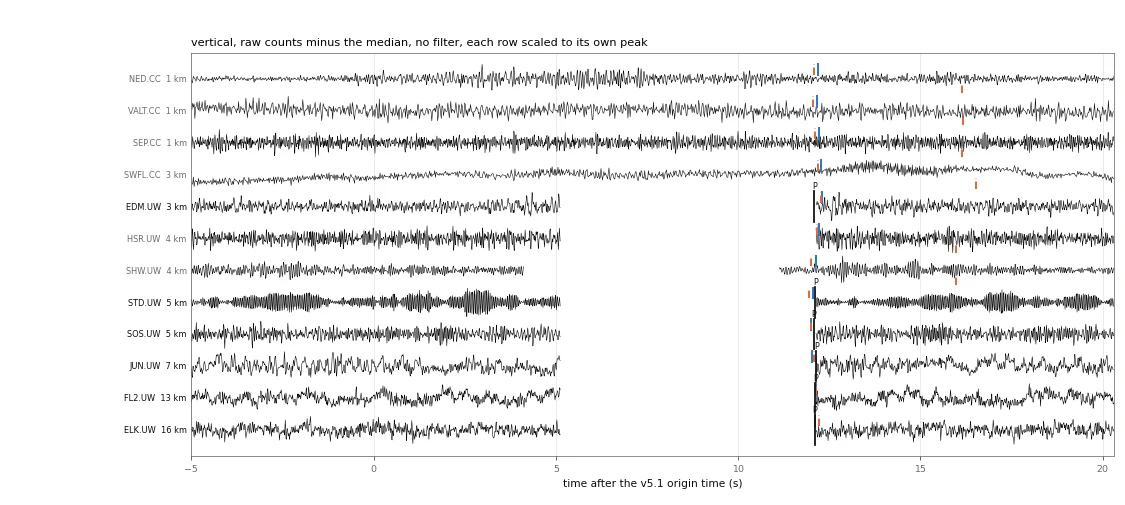 vertical, raw counts minus the median, no filter, each row scaled to its own peak
NED.CC 1 km
VALT.CC 1 km
SEP.CC 1 km
SWFL.CC 3 km
P
EDM.UW 3 km
HSR.UW 4 km
SHW.UW 4 km
P
STD.UW 5 km
P
SOS.UW 5 km
P
JUN.UW 7 km
P
FL2.UW 13 km
P
ELK.UW 16 km
−5 0 5 10 15 20
time after the v5.1 origin time (s)